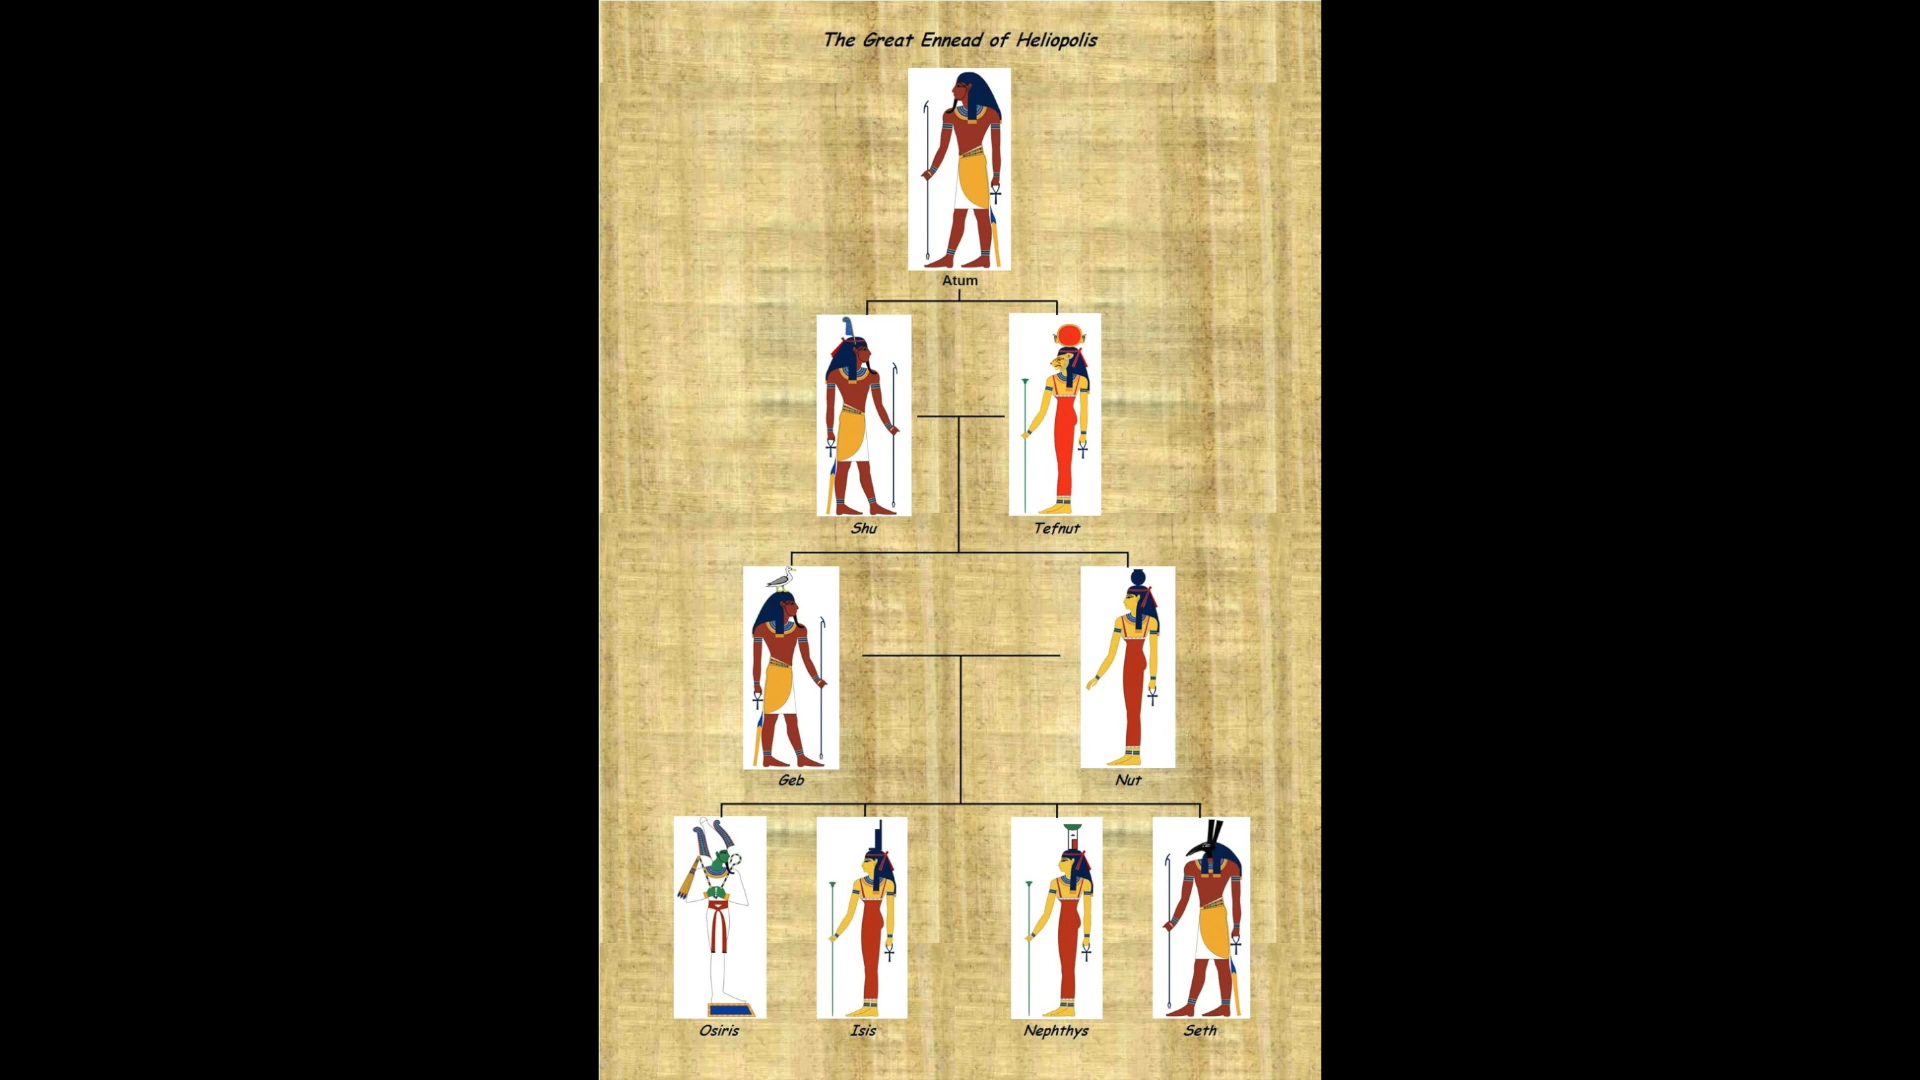 The Great Ennead of Heliopolis
Atum
Shu
Tefnut
Geb
Nut
Osiris
Isis
Nephthys
Seth